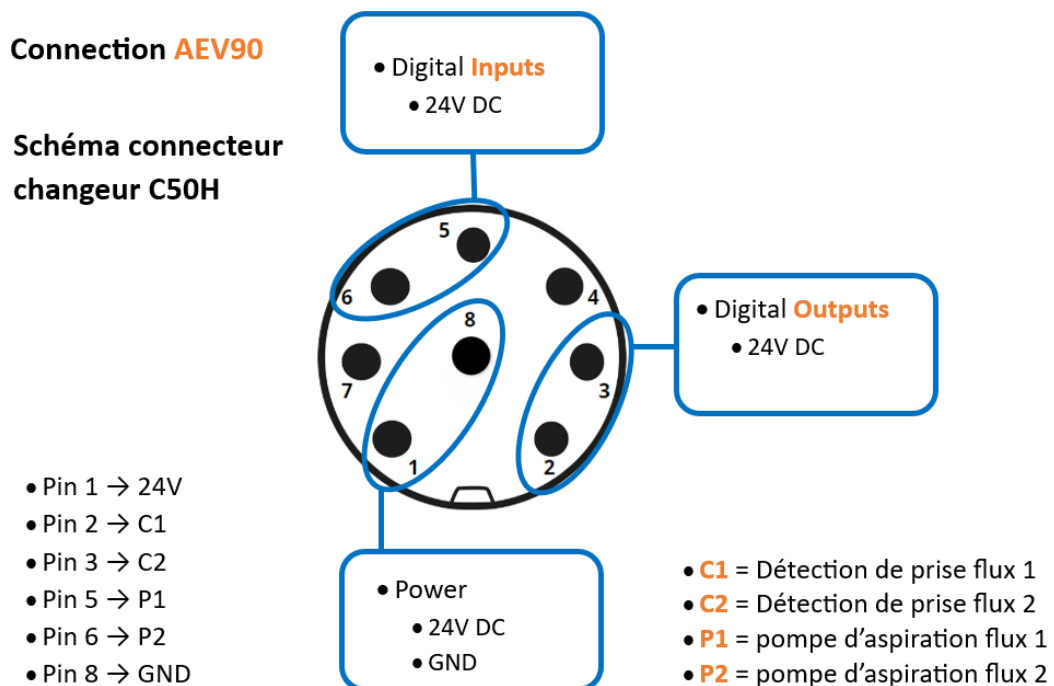 Connection AEV90
Schéma connecteur
changeur C50H
• Digital Inputs
• 24V DC
5
6
4
8
7
3
1
2
• Digital Outputs
• 24V DC
• Pin 1 → 24V
• Pin 2 → C1
• Pin 3 → C2
• Pin 5 → P1
• Pin 6 → P2
• Pin 8 → GND
• Power
• 24V DC
• GND
• C1 = Détection de prise flux 1
• C2 = Détection de prise flux 2
• P1 = pompe d’aspiration flux 1
• P2 = pompe d’aspiration flux 2